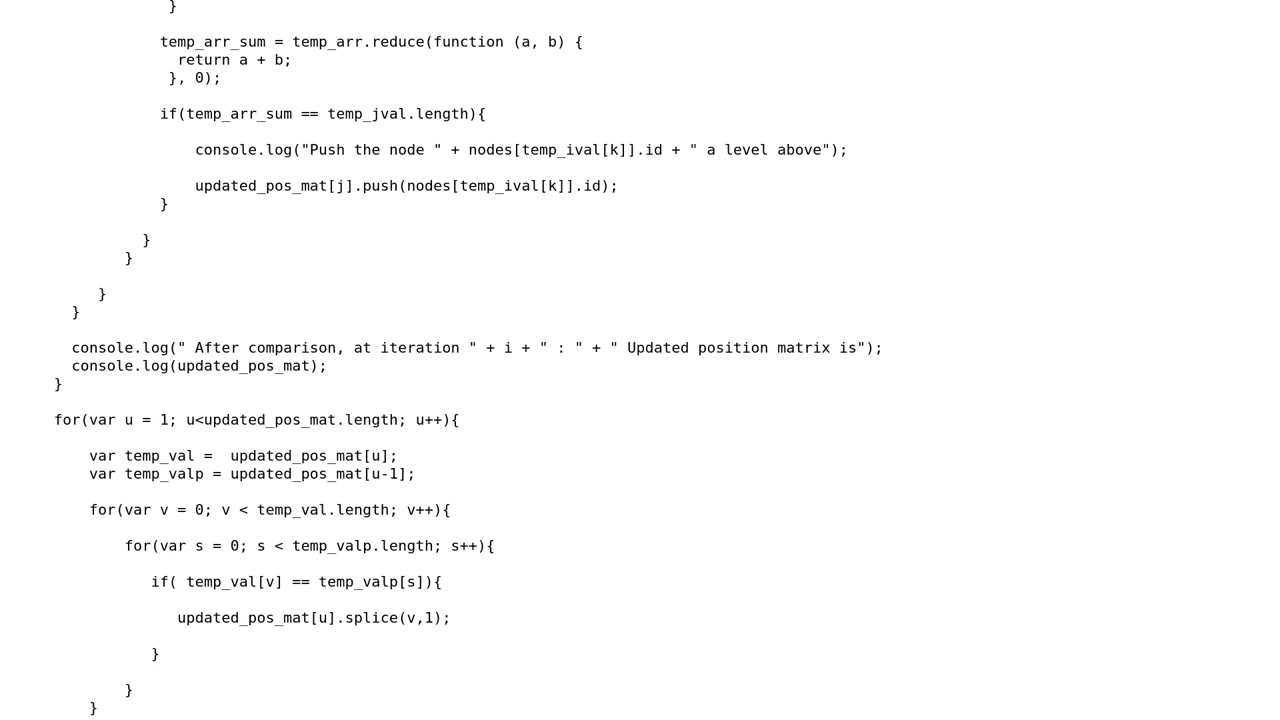 }
temp_arr_sum = temp_arr.reduce(function (a, b) {
return a + b;
}, 0);
if(temp_arr_sum == temp_jval.length){
console.log("Push the node " + nodes[temp_ival[k]].id + " a level above");
updated_pos_mat[j].push(nodes[temp_ival[k]].id);
}
}
}
}
}
console.log(" After comparison, at iteration " + i + " : " + " Updated position matrix is");
console.log(updated_pos_mat);
}
for(var u = 1; u<updated_pos_mat.length; u++){
var temp_val =  updated_pos_mat[u];
var temp_valp = updated_pos_mat[u-1];
for(var v = 0; v < temp_val.length; v++){
for(var s = 0; s < temp_valp.length; s++){
if( temp_val[v] == temp_valp[s]){
updated_pos_mat[u].splice(v,1);
}
}
}